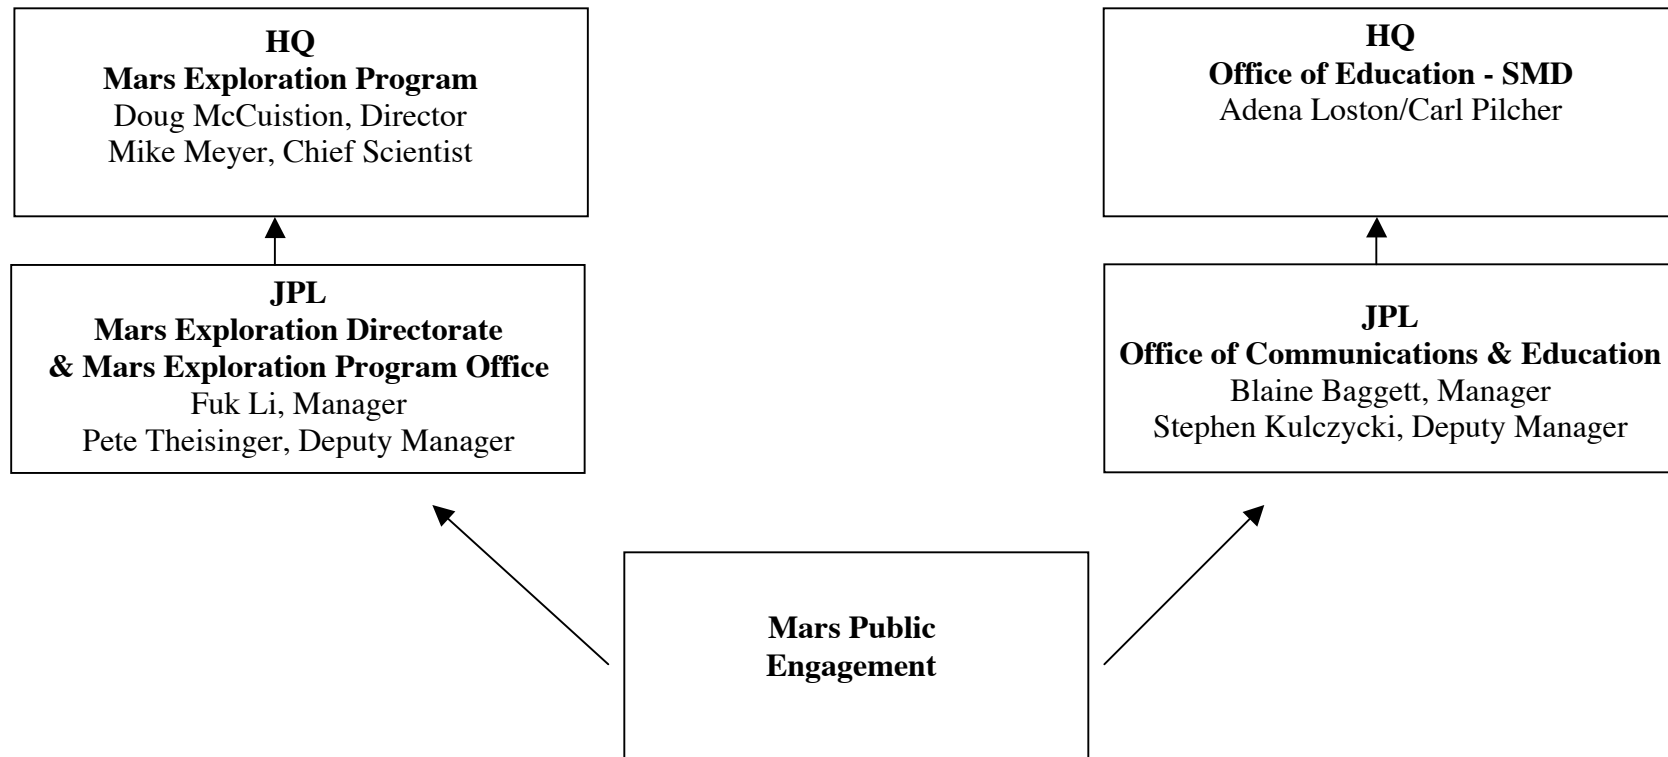 HQ
Mars Exploration Program
Doug McCuistion, Director
Mike Meyer, Chief Scientist
HQ
Office of Education - SMD
Adena Loston/Carl Pilcher
JPL
Mars Exploration Directorate
& Mars Exploration Program Office
Fuk Li, Manager
Pete Theisinger, Deputy Manager
JPL
Office of Communications & Education
Blaine Baggett, Manager
Stephen Kulczycki, Deputy Manager
Mars Public
Engagement